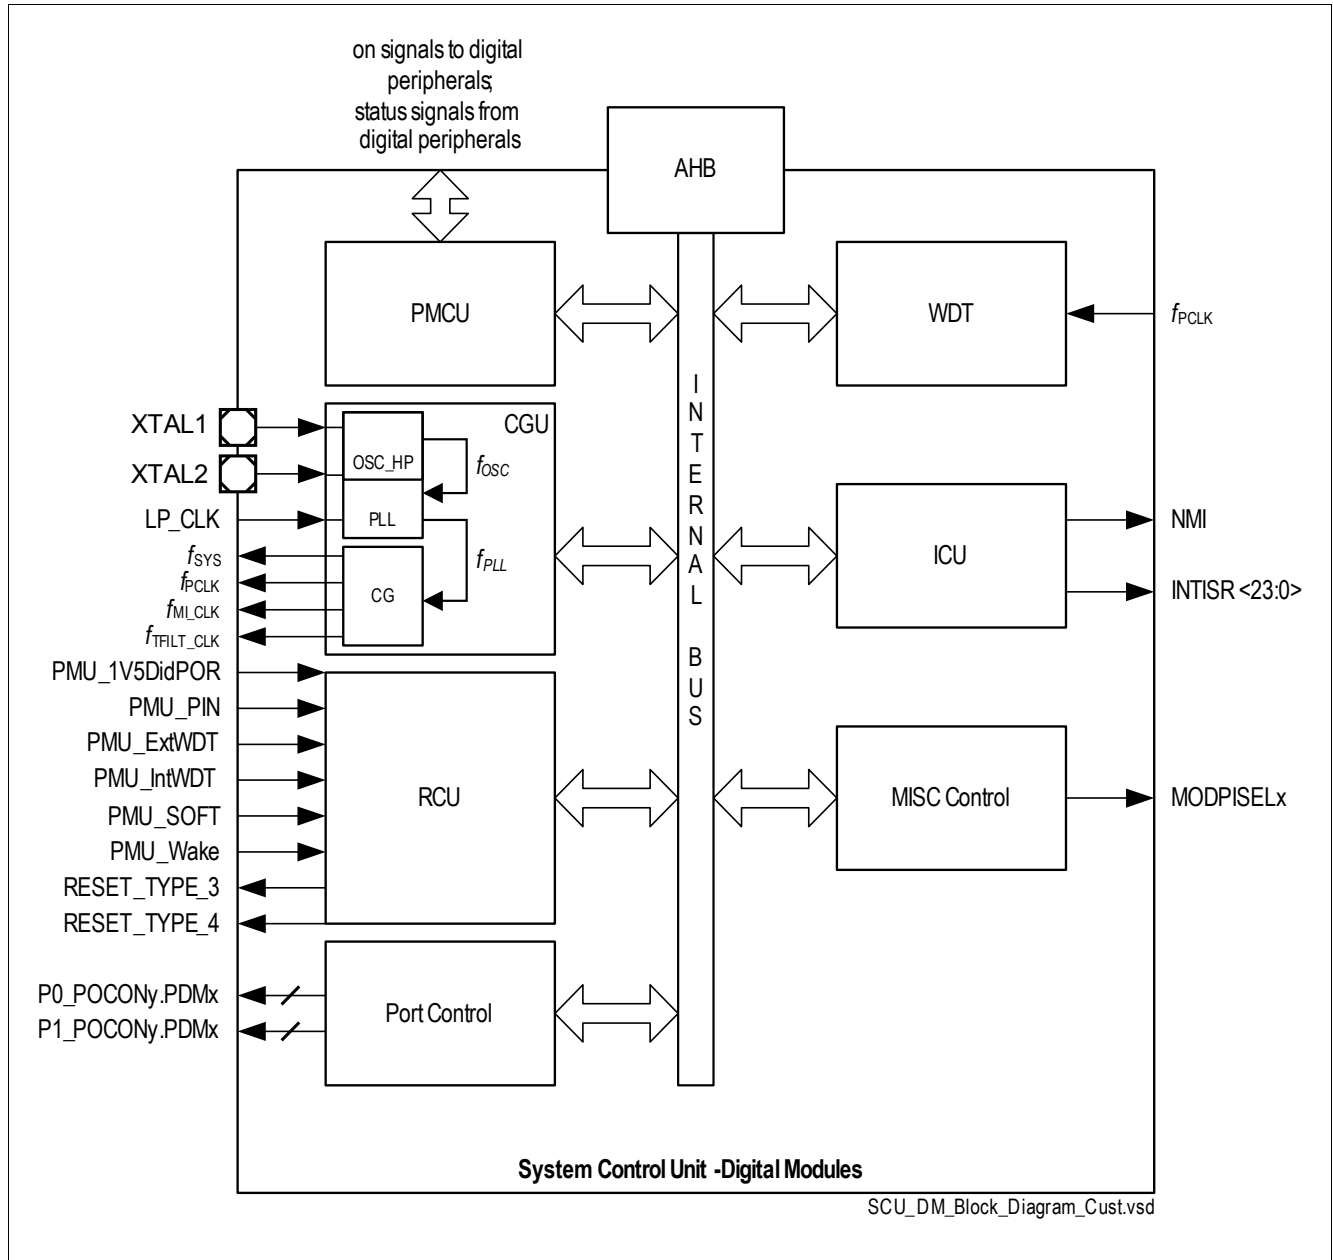 on signals to digital
peripherals;
status signals from
digital peripherals
AHB
PMCU
WDT
fPCLK
INTERNAL BUS
XTAL1
XTAL2
LP_CLK
fSYS
fPCLK
fMI_CLK
fTFILT_CLK
CGU
OSC_HP
fOSC
PLL
fPLL
CG
ICU
NMI
INTISR <23:0>
PMU_1V5DidPOR
PMU_PIN
PMU_ExtWDT
PMU_IntWDT
PMU_SOFT
PMU_Wake
RESET_TYPE_3
RESET_TYPE_4
RCU
MISC Control
MODPISELx
P0_POCONy.PDMx
P1_POCONy.PDMx
Port Control
System Control Unit -Digital Modules
SCU_DM_Block_Diagram_Cust.vsd